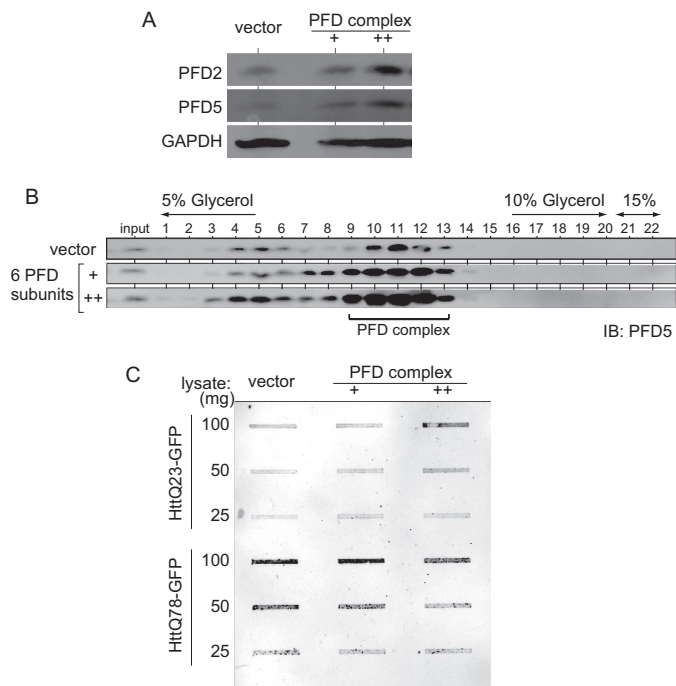 A
vector
PFD complex
+ ++
PFD2
PFD5
GAPDH
B
5% Glycerol
10% Glycerol 15%
input 1 2 3 4 5 6 7 8 9 10 11 12 13 14 15 16 17 18 19 20 21 22
vector
6 PFD subunits
+
++
PFD complex
IB: PFD5
C
lysate: (mg)
vector
PFD complex
+ ++
HttQ23-GFP
100
50
25
HttQ78-GFP
100
50
25